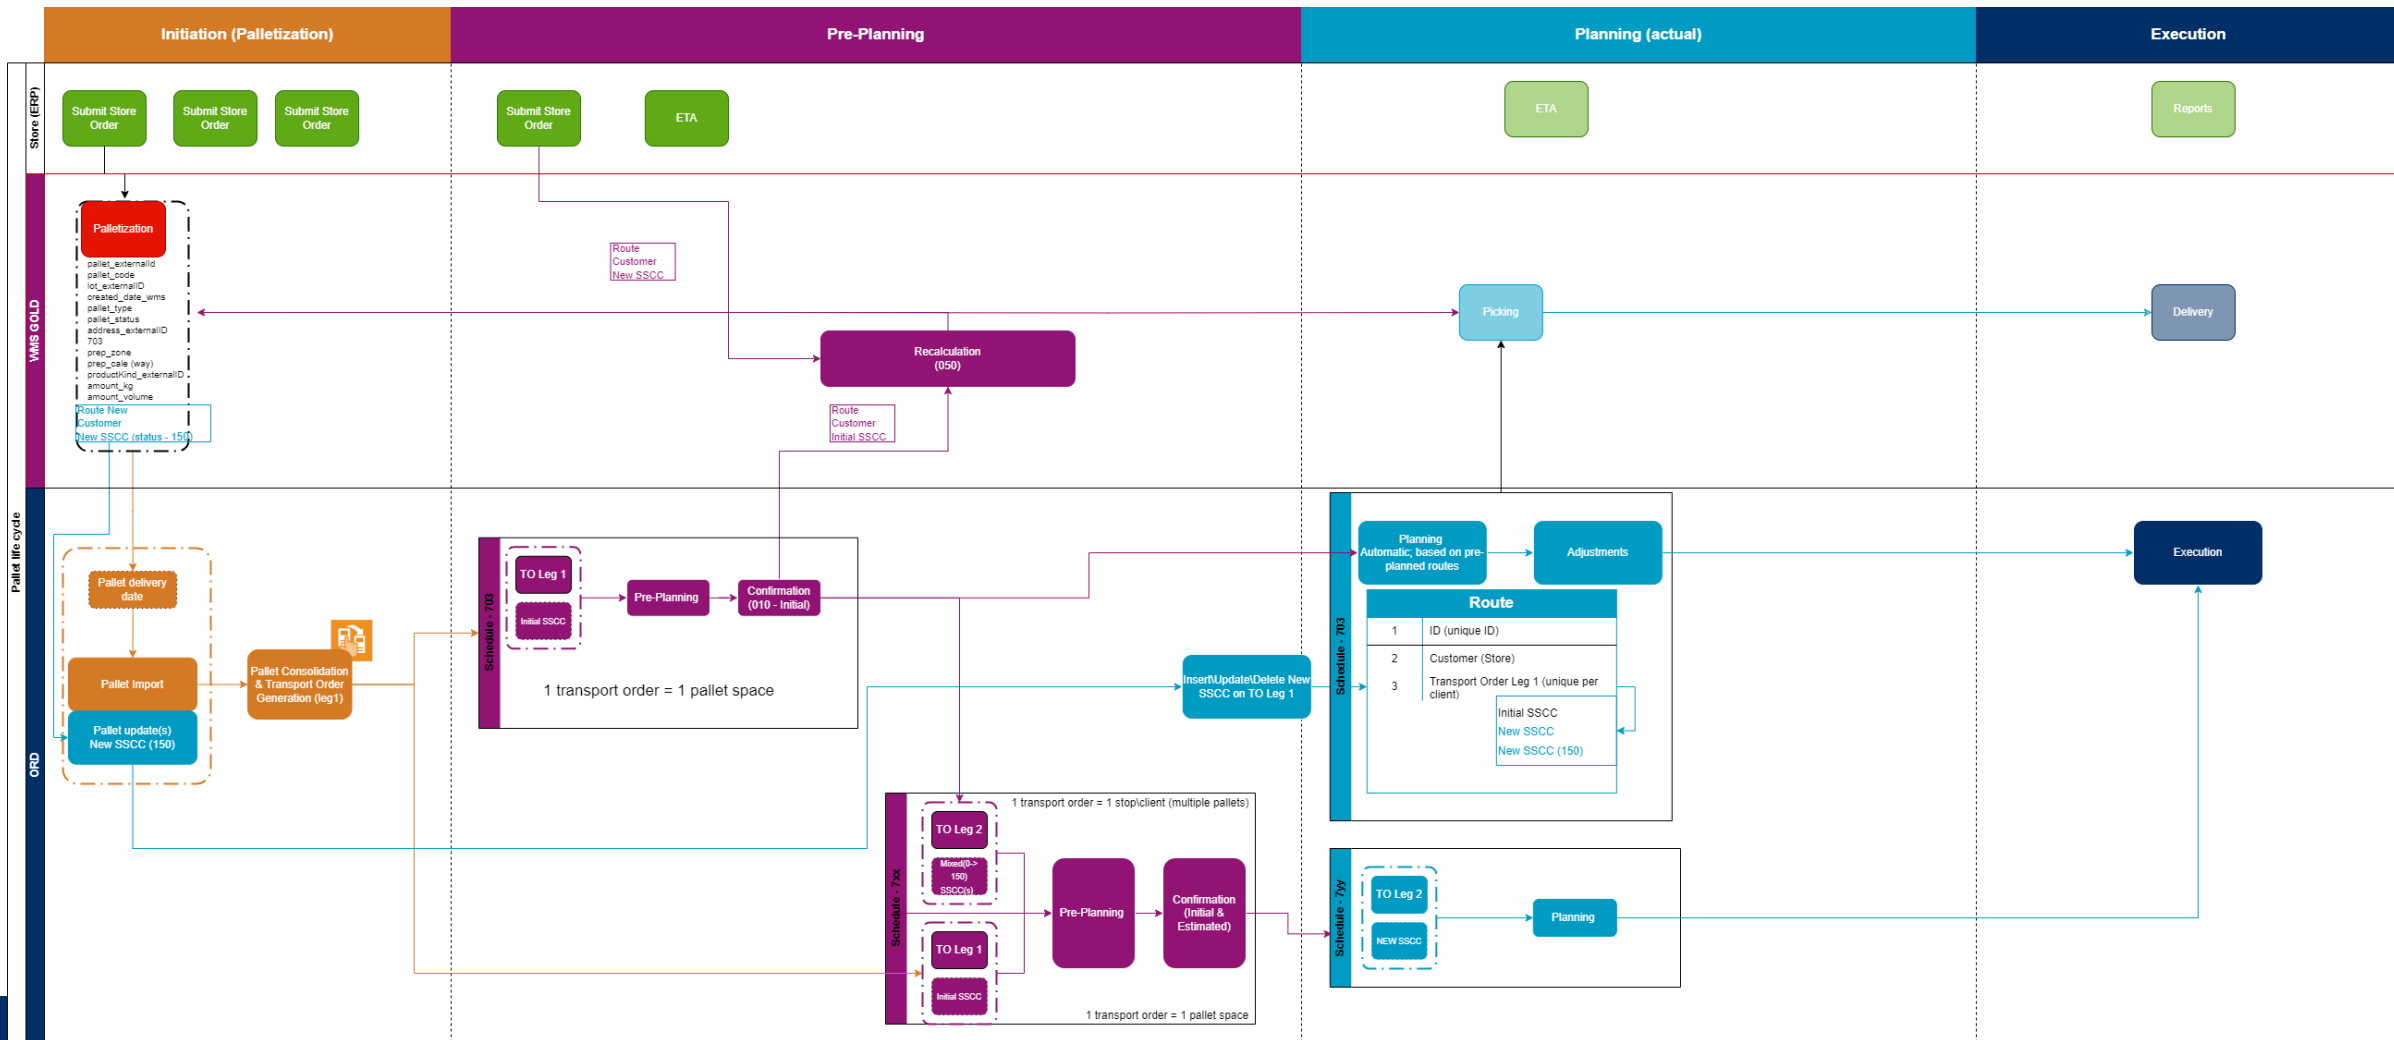 Initiation (Palletization)
Pre-Planning
Planning (actual)
Execution
Pallet life cycle
Store (ERP)
Submit Store
Order
Submit Store
Order
Submit Store
Order
Submit Store
Order
ETA
ETA
Reports
WMS GOLD
Palletization
pallet_externalId
pallet_code
lot_externalID
created_date_wms
pallet_type
pallet_status
address_externalID
703
prep_zone
prep_cale (way)
productKind_externalID
amount_kg
amount_volume
Route New
Customer
New SSCC (status - 150)
Route
Customer
New SSCC
Recalculation
(050)
Route
Customer
Initial SSCC
Picking
Delivery
ORD
Pallet delivery
date
Pallet Import
Pallet update(s)
New SSCC (150)
Pallet Consolidation
& Transport Order
Generation (leg1)
Schedule - 703
TO Leg 1
Initial SSCC
Pre-Planning
Confirmation
(010 - Initial)
1 transport order = 1 pallet space
Insert\Update\Delete New
SSCC on TO Leg 1
Schedule - 703
Planning
Automatic; based on pre-
planned routes
Adjustments
Execution
Route
1 ID (unique ID)
2 Customer (Store)
3 Transport Order Leg 1 (unique per
client)
Initial SSCC
New SSCC
New SSCC (150)
Schedule - 7xx
1 transport order = 1 stop\client (multiple pallets)
TO Leg 2
Mixed(0->
150)
SSCC(s)
TO Leg 1
Initial SSCC
Pre-Planning
Confirmation
(Initial &
Estimated)
1 transport order = 1 pallet space
Schedule - 7yy
TO Leg 2
NEW SSCC
Planning